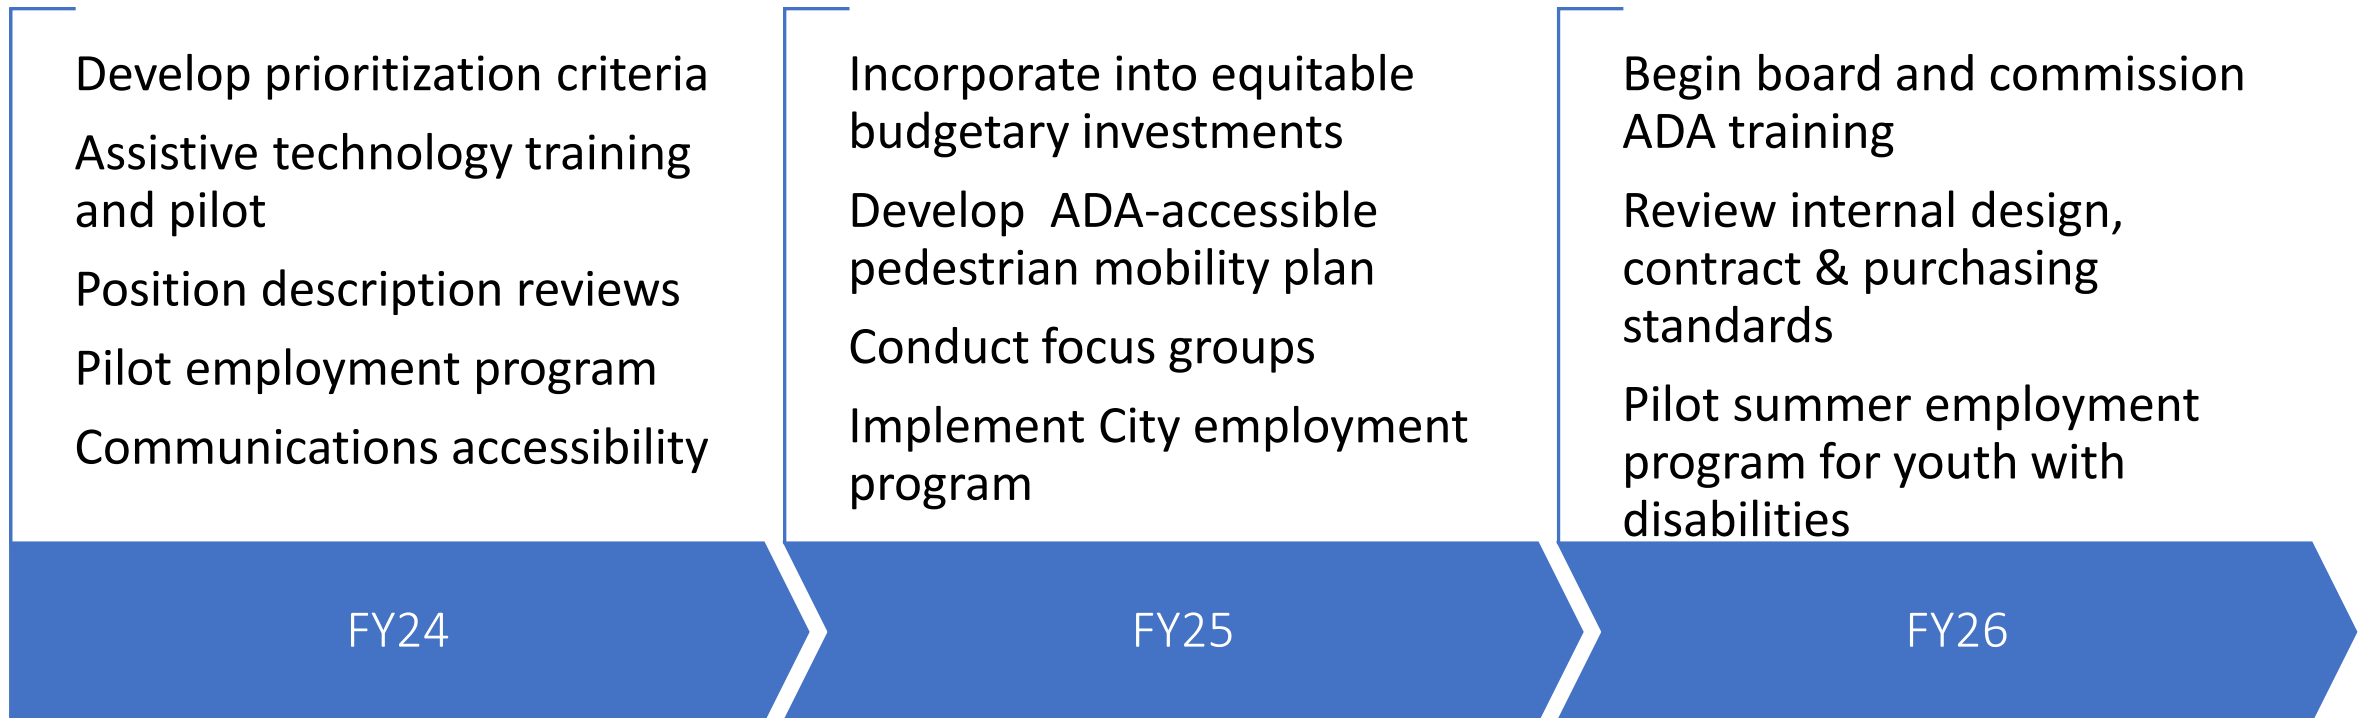 Develop prioritization criteria
Assistive technology training
and pilot
Position description reviews
Pilot employment program
Communications accessibility
FY24
Incorporate into equitable
budgetary investments
Develop  ADA-accessible
pedestrian mobility plan
Conduct focus groups
Implement City employment
program
FY25
Begin board and commission
ADA training
Review internal design,
contract & purchasing
standards
Pilot summer employment
program for youth with
disabilities
FY26